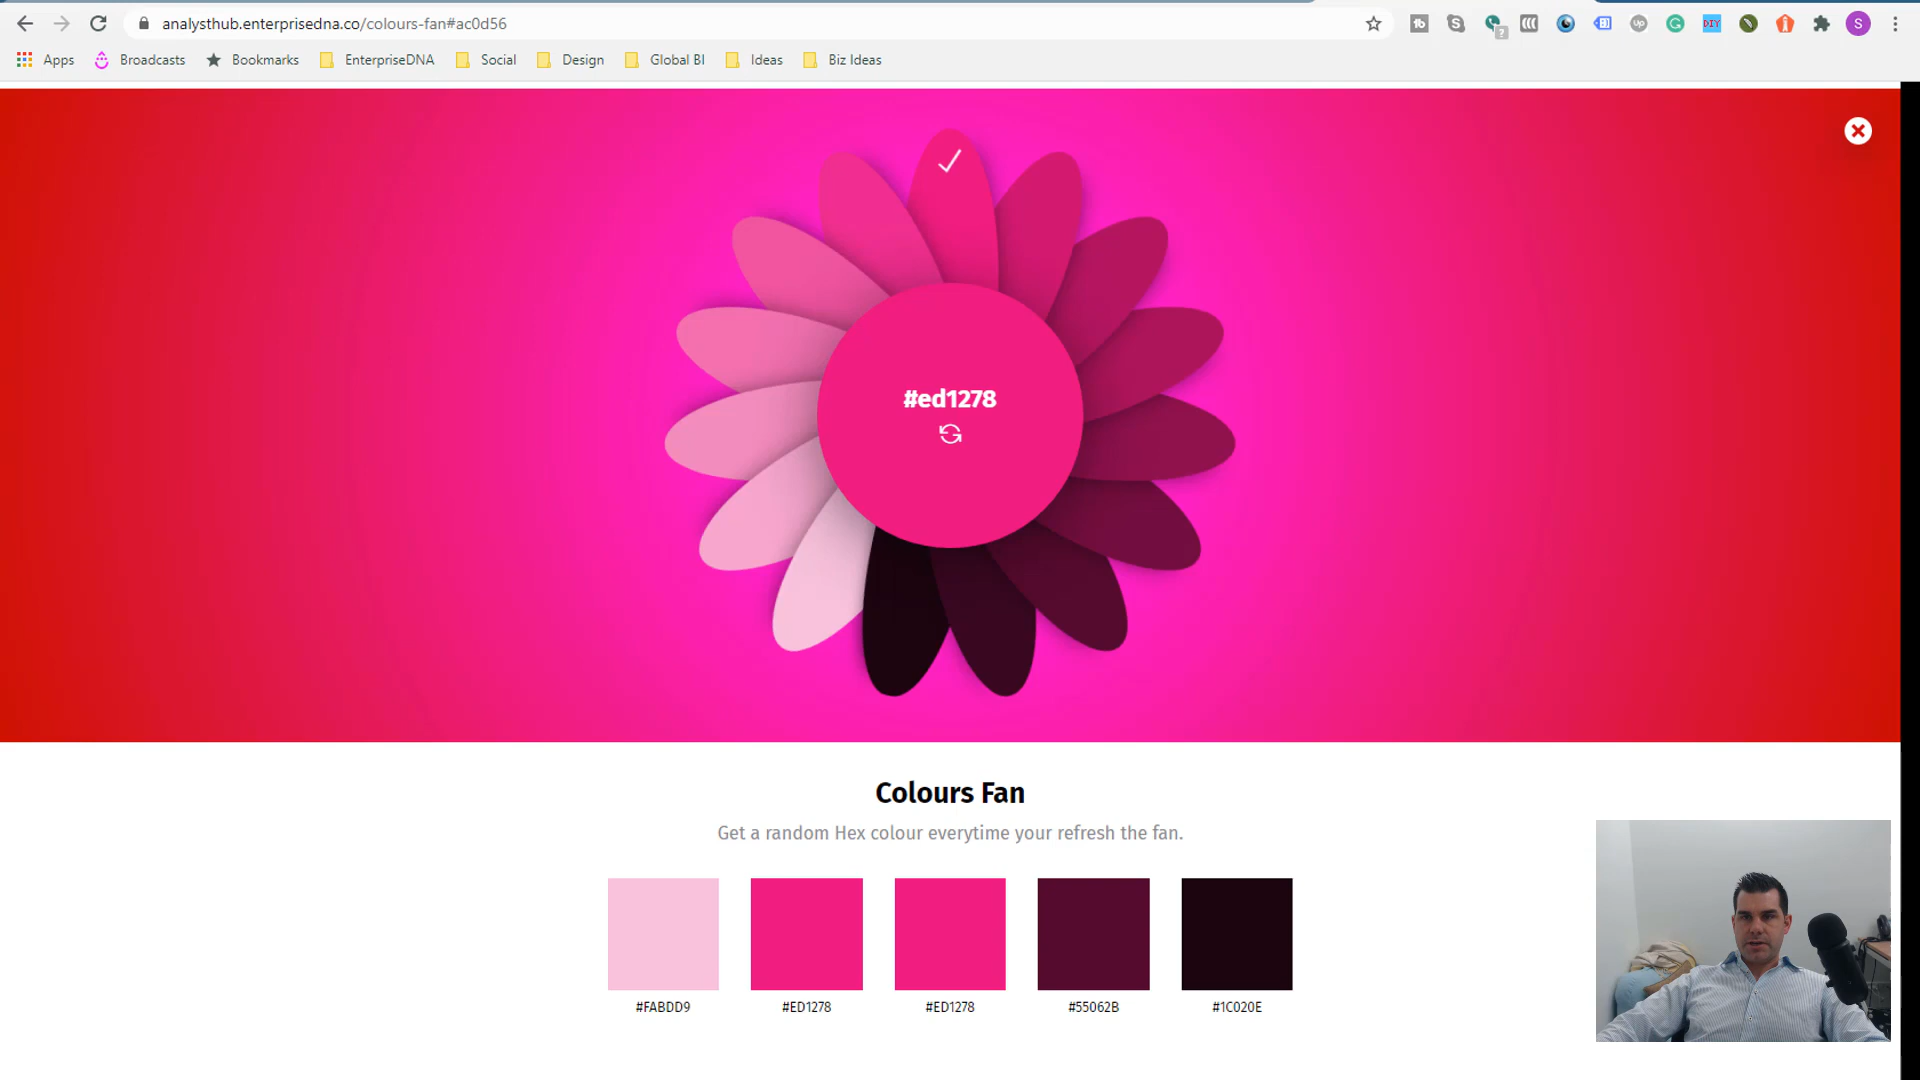 analysthub.enterprisedna.co/colours-fan#ac0d56
Apps Broadcasts Bookmarks EnterpriseDNA Social Design Global BI Ideas Biz Ideas
#ed1278
Colours Fan
Get a random Hex colour everytime your refresh the fan.
#FABDD9 #ED1278 #ED1278 #55062B #1C020E
DIY
S